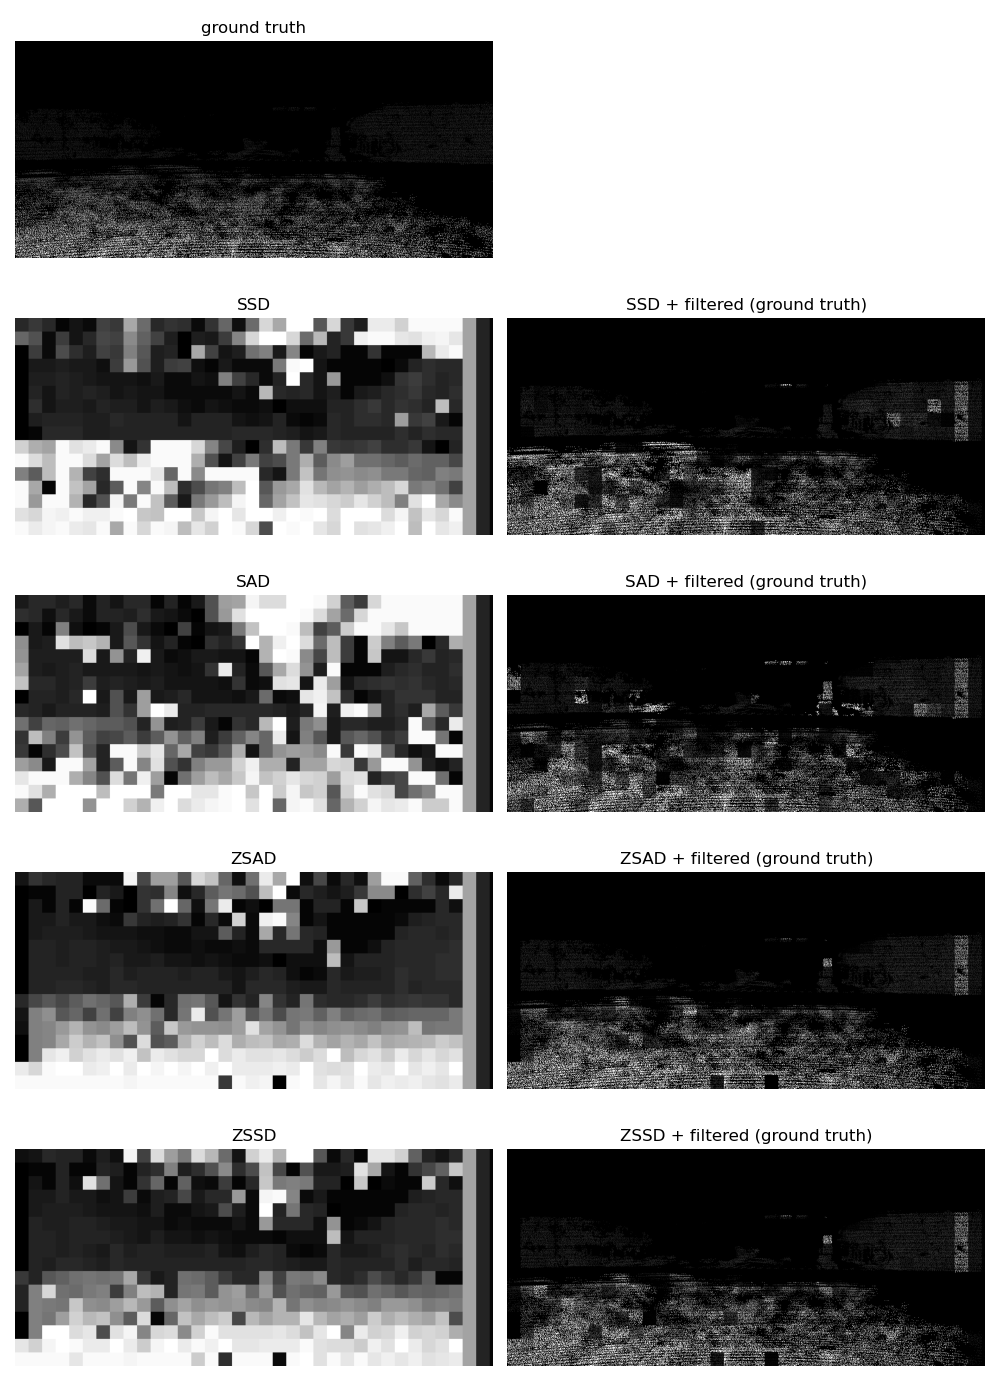 ground truth
SSD
SSD + filtered (ground truth)
SAD
SAD + filtered (ground truth)
ZSAD
ZSAD + filtered (ground truth)
ZSSD
ZSSD + filtered (ground truth)